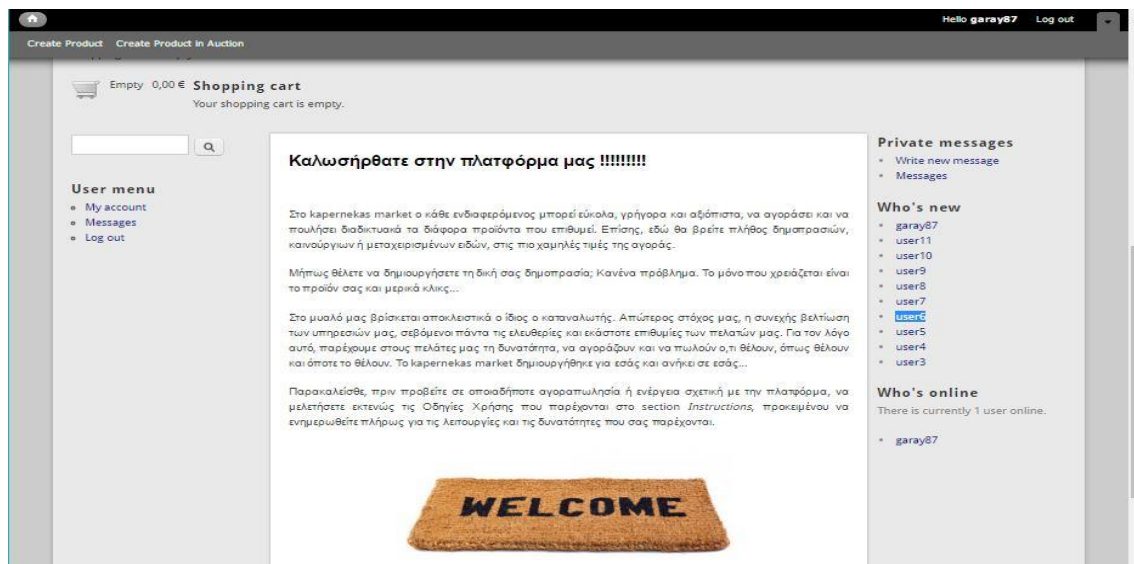 Hello garay87 Log out
Create Product Create Product in Auction
Empty 0,00 € Shopping cart
Your shopping cart is empty.
User menu
My account
Messages
Log out
Καλωσήρθατε στην πλατφόρμα μας !!!!!!!!!
Στο kapernekas market ο κάθε ενδιαφερόμενος μπορεί εύκολα, γρήγορα και αξιόπιστα, να αγοράσει και να
πουλήσει διαδικτυακά τα διάφορα προϊόντα που επιθυμεί. Επίσης, εδώ θα βρείτε πλήθος δημοπρασιών,
καινούργιων ή μεταχειρισμένων ειδών, στις πιο χαμηλές τιμές της αγοράς.
Μήπως θέλετε να δημιουργήσετε τη δική σας δημοπρασία; Κανένα πρόβλημα. Το μόνο που χρειάζεται είναι
το προϊόν σας και μερικά κλικς...
Στο μυαλό μας βρίσκεται αποκλειστικά ο ίδιος ο καταναλωτής. Απώτερος στόχος μας, η συνεχής βελτίωση
των υπηρεσιών μας, σεβόμενοι πάντα τις ελευθερίες και εκάστοτε επιθυμίες των πελατών μας. Για τον λόγο
αυτό, παρέχουμε στους πελάτες μας τη δυνατότητα, να αγοράζουν και να πωλούν ο,τι θέλουν, όπως θέλουν
και όποτε το θέλουν. Το kapernekas market δημιουργήθηκε για εσάς και ανήκει σε εσάς...
Παρακαλείσθε, πριν προβείτε σε οποιαδήποτε αγοραπωλησία ή ενέργεια σχετική με την πλατφόρμα, να
μελετήσετε εκτενώς τις Οδηγίες Χρήσης που παρέχονται στο section Instructions, προκειμένου να
ενημερωθείτε πλήρως για τις λειτουργίες και τις δυνατότητες που σας παρέχονται.
WELCOME
Private messages
Write new message
Messages
Who's new
garay87
user11
user10
user9
user8
user7
user6
user5
user4
user3
Who's online
There is currently 1 user online.
garay87